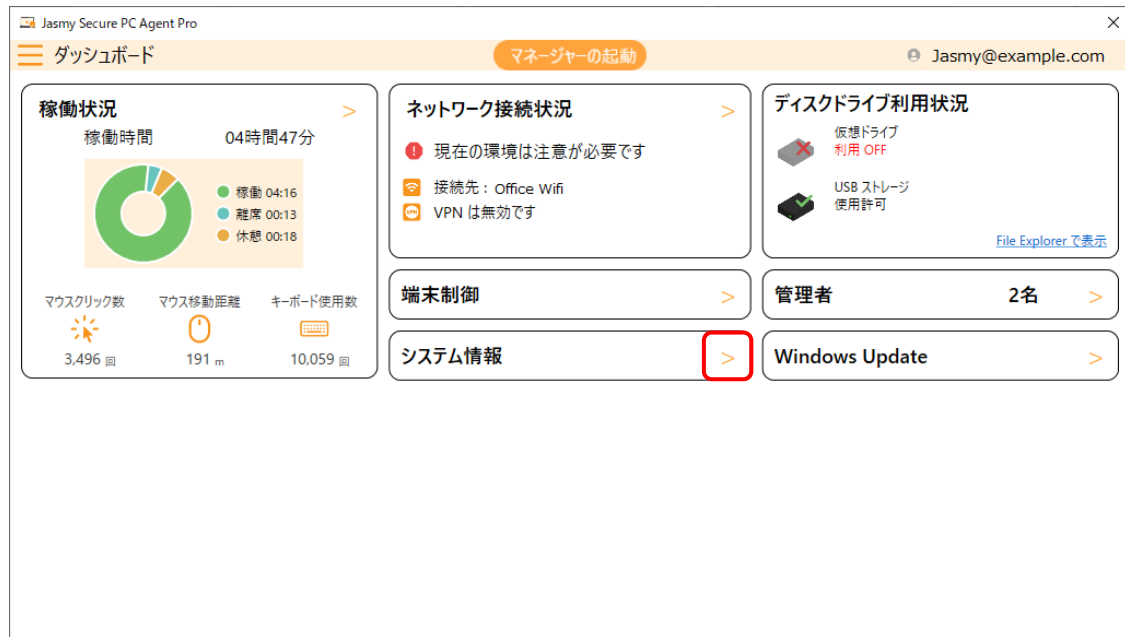 Jasmy Secure PC Agent Pro
ダッシュボード
マネージャーの起動
Jasmy@example.com
稼働状況 >
稼働時間 04時間47分
稼働 04:16
離席 00:13
休憩 00:18
マウスクリック数 マウス移動距離 キーボード使用数
3,496 回 191 m 10,059 回
ネットワーク接続状況 >
現在の環境は注意が必要です
接続先 : Office Wifi
VPN は無効です
ディスクドライブ利用状況
仮想ドライブ
利用 OFF
USB ストレージ
使用許可
File Explorer で表示
端末制御 >
管理者 2名 >
システム情報 >
Windows Update >